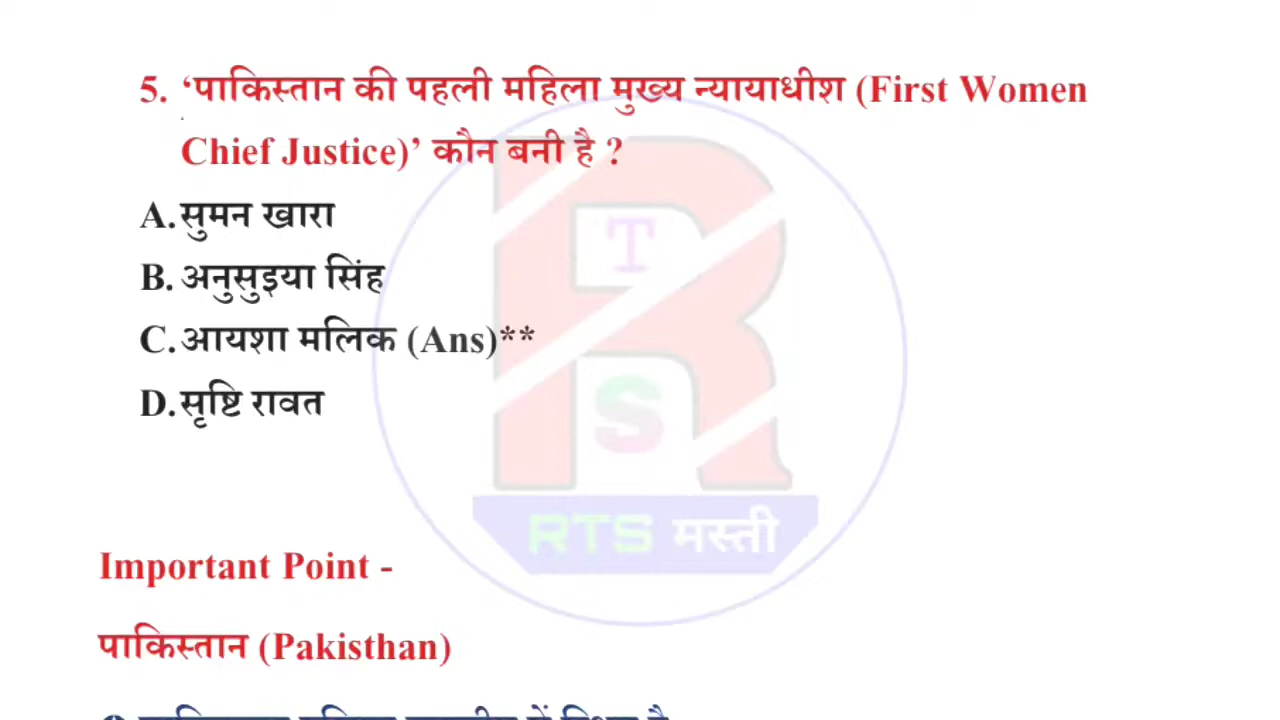 5. ‘पाकिस्तान की पहली महिला मुख्य न्यायाधीश (First Women
Chief Justice)’ कौन बनी है ?
A.सुमन खारा
B. अनुसुइया सिंह
C.आयशा मलिक (Ans)**
D.सृष्टि रावत
T
S
RTS मस्ती
Important Point -
पाकिस्तान (Pakisthan)